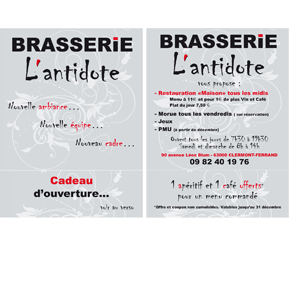 BRASSERiE
L'antidote
Nouvelle ambiance...
Nouvelle équipe...
Nouveau cadre...
Cadeau
d'ouverture...
voir au verso
BRASSERiE
L'antidote
vous propose :
- Restauration «Maison» tous les midis
Menu à 11€ et pour 1€ de plus Vin et Café
Plat du jour 7,50 €
- Morue tous les vendredis (sur réservation)
- Jeux
- PMU (à partir de décembre)
Ouvert tous les jours de 7h30 à 19h30
samedi et dimanche de 8h à 14h
99 avenue Léon Blum - 63000 CLERMONT-FERRAND
09 82 40 19 76
1 apéritif et 1 café offerts*
pour un menu commandé
*Offre et coupon non cumulables. Valables jusqu'au 31 décembre